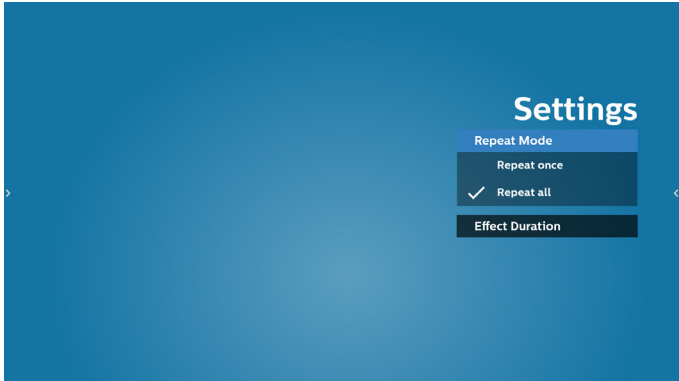 Settings
Repeat Mode
Repeat once
Repeat all
Effect Duration